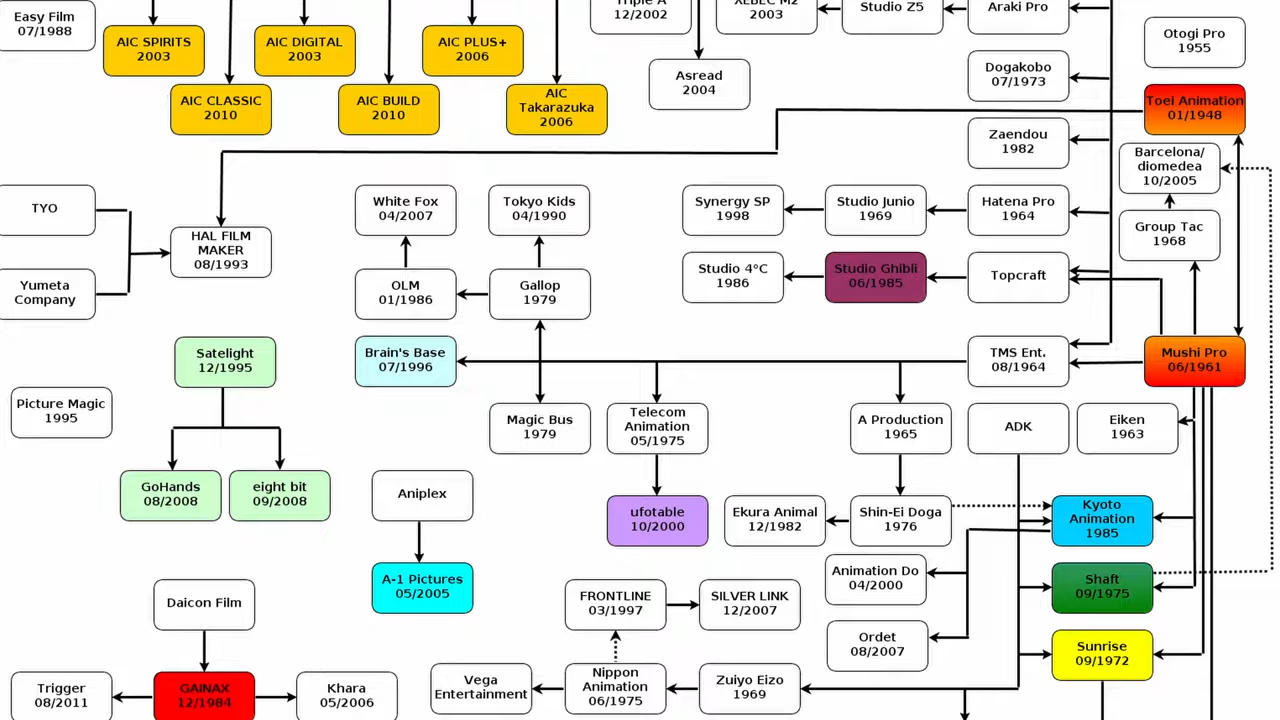 Easy Film
07/1988
AIC SPIRITS
2003
AIC DIGITAL
2003
AIC PLUS+
2006
Triple A
12/2002
XEBEC M2
2003
Studio Z5
Araki Pro
Otogi Pro
1955
AIC CLASSIC
2010
AIC BUILD
2010
AIC
Takarazuka
2006
Asread
2004
Dogakobo
07/1973
Toei Animation
01/1948
Zaendou
1982
Barcelona/
diomedea
10/2005
TYO
HAL FILM
MAKER
08/1993
White Fox
04/2007
Tokyo Kids
04/1990
Synergy SP
1998
Studio Junio
1969
Hatena Pro
1964
Group Tac
1968
Yumeta
Company
OLM
01/1986
Gallop
1979
Studio 4°C
1986
Studio Ghibli
06/1985
Topcraft
Satelight
12/1995
Brain's Base
07/1996
TMS Ent.
08/1964
Mushi Pro
06/1961
Picture Magic
1995
Magic Bus
1979
Telecom
Animation
05/1975
A Production
1965
ADK
Eiken
1963
GoHands
08/2008
eight bit
09/2008
Aniplex
ufotable
10/2000
Ekura Animal
12/1982
Shin-Ei Doga
1976
Kyoto
Animation
1985
A-1 Pictures
05/2005
Animation Do
04/2000
Shaft
09/1975
Daicon Film
FRONTLINE
03/1997
SILVER LINK
12/2007
Ordet
08/2007
Sunrise
09/1972
Trigger
08/2011
GAINAX
12/1984
Khara
05/2006
Vega
Entertainment
Nippon
Animation
06/1975
Zuiyo Eizo
1969